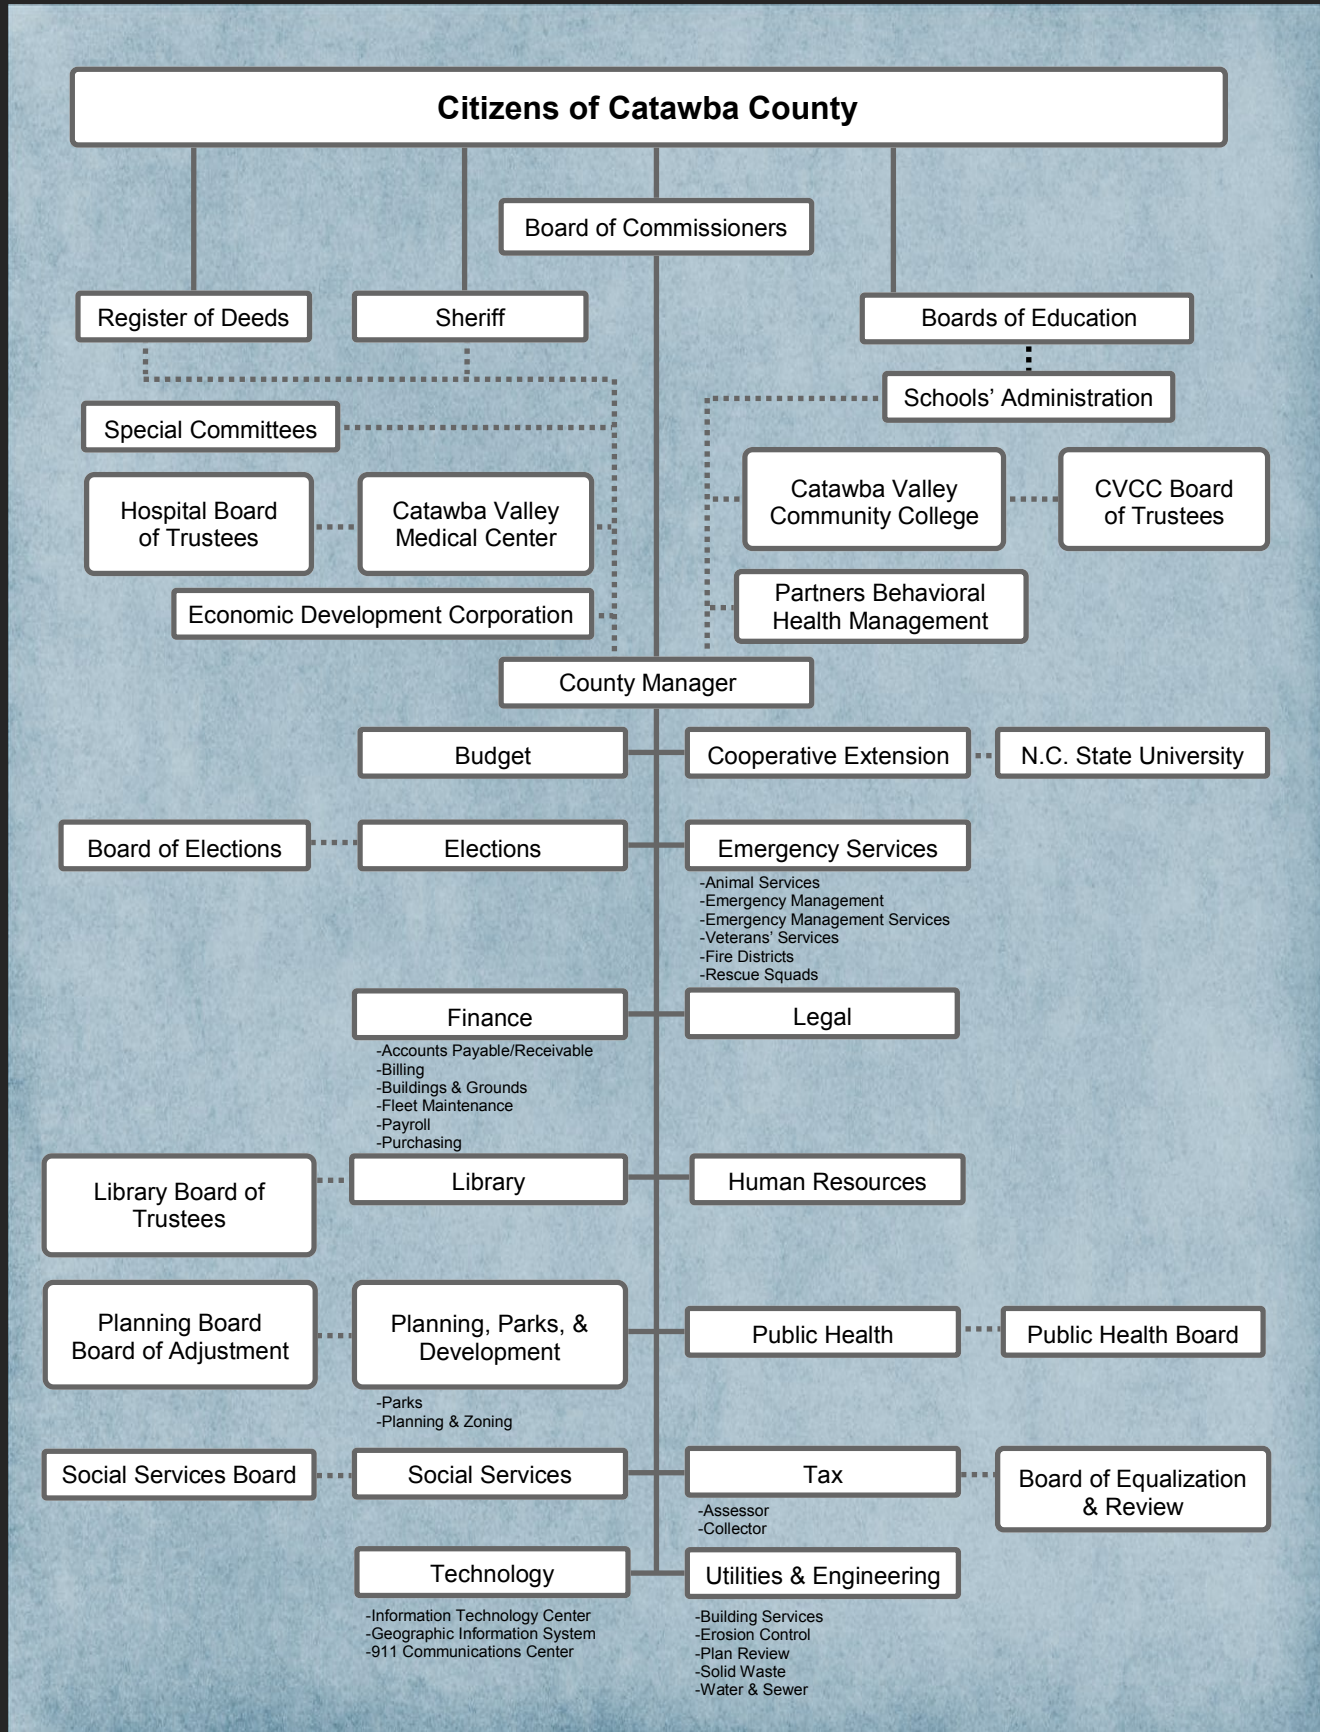 Citizens of Catawba County
Board of Commissioners
Register of Deeds
Sheriff
Boards of Education
Schools’ Administration
Special Committees
Hospital Board
of Trustees
Catawba Valley
Medical Center
Catawba Valley
Community College
CVCC Board
of Trustees
Economic Development Corporation
Partners Behavioral
Health Management
County Manager
Budget
Cooperative Extension
N.C. State University
Board of Elections
Elections
Emergency Services
-Animal Services
-Emergency Management
-Emergency Management Services
-Veterans’ Services
-Fire Districts
-Rescue Squads
Finance
-Accounts Payable/Receivable
-Billing
-Buildings & Grounds
-Fleet Maintenance
-Payroll
-Purchasing
Legal
Library Board of
Trustees
Library
Human Resources
Planning Board
Board of Adjustment
Planning, Parks, &
Development
-Parks
-Planning & Zoning
Public Health
Public Health Board
Social Services Board
Social Services
Tax
-Assessor
-Collector
Board of Equalization
& Review
Technology
-Information Technology Center
-Geographic Information System
-911 Communications Center
Utilities & Engineering
-Building Services
-Erosion Control
-Plan Review
-Solid Waste
-Water & Sewer